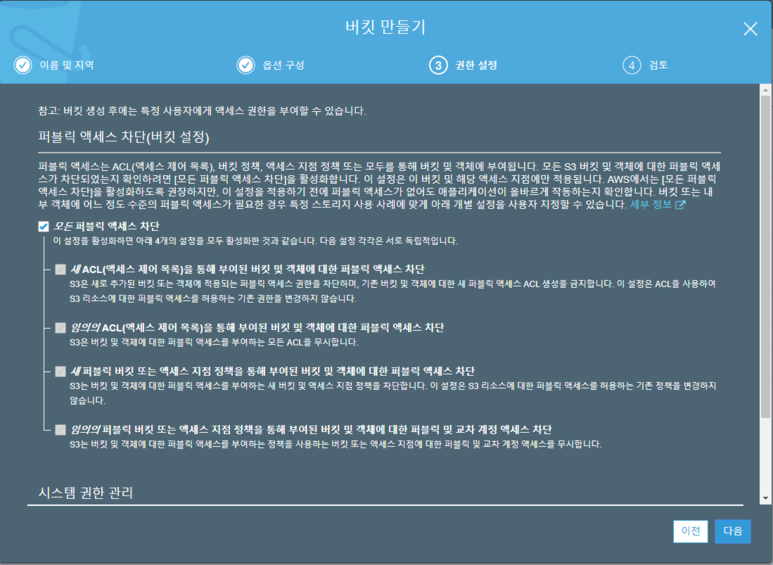 버킷 만들기
이름 및 지역
옵션 구성
3 권한 설정
4 검토
참고: 버킷 생성 후에는 특정 사용자에게 액세스 권한을 부여할 수 있습니다.
퍼블릭 액세스 차단(버킷 설정)
퍼블릭 액세스는 ACL(액세스 제어 목록), 버킷 정책, 액세스 지점 정책 또는 모두를 통해 버킷 및 객체에 부여됩니다. 모든 S3 버킷 및 객체에 대한 퍼블릭 액세
스가 차단되었는지 확인하려면 [모든 퍼블릭 액세스 차단]을 활성화합니다. 이 설정은 이 버킷 및 해당 액세스 지점에만 적용됩니다. AWS에서는 [모든 퍼블릭
액세스 차단]을 활성화하도록 권장하지만, 이 설정을 적용하기 전에 퍼블릭 액세스가 없어도 애플리케이션이 올바르게 작동하는지 확인합니다. 버킷 또는 내
부 객체에 어느 정도 수준의 퍼블릭 액세스가 필요한 경우 특정 스토리지 사용 사례에 맞게 아래 개별 설정을 사용자 지정할 수 있습니다. 세부 정보
모든 퍼블릭 액세스 차단
이 설정을 활성화하면 아래 4개의 설정을 모두 활성화한 것과 같습니다. 다음 설정 각각은 서로 독립적입니다.
새 ACL(액세스 제어 목록)을 통해 부여된 버킷 및 객체에 대한 퍼블릭 액세스 차단
S3은 새로 추가된 버킷 또는 객체에 적용되는 퍼블릭 액세스 권한을 차단하며, 기존 버킷 및 객체에 대한 새 퍼블릭 액세스 ACL 생성을 금지합니다. 이 설정은 ACL을 사용하여
S3 리소스에 대한 퍼블릭 액세스를 허용하는 기존 권한을 변경하지 않습니다.
임의의 ACL(액세스 제어 목록)을 통해 부여된 버킷 및 객체에 대한 퍼블릭 액세스 차단
S3은 버킷 및 객체에 대한 퍼블릭 액세스를 부여하는 모든 ACL을 무시합니다.
새 퍼블릭 버킷 또는 액세스 지점 정책을 통해 부여된 버킷 및 객체에 대한 퍼블릭 액세스 차단
S3는 버킷 및 객체에 대한 퍼블릭 액세스를 부여하는 새 버킷 및 액세스 지점 정책을 차단합니다. 이 설정은 S3 리소스에 대한 퍼블릭 액세스를 허용하는 기존 정책을 변경하지
않습니다.
임의의 퍼블릭 버킷 또는 액세스 지점 정책을 통해 부여된 버킷 및 객체에 대한 퍼블릭 및 교차 계정 액세스 차단
S3는 버킷 및 객체에 대한 퍼블릭 액세스를 부여하는 정책을 사용하는 버킷 또는 액세스 지점에 대한 퍼블릭 및 교차 계정 액세스를 무시합니다.
시스템 권한 관리
이전
다음